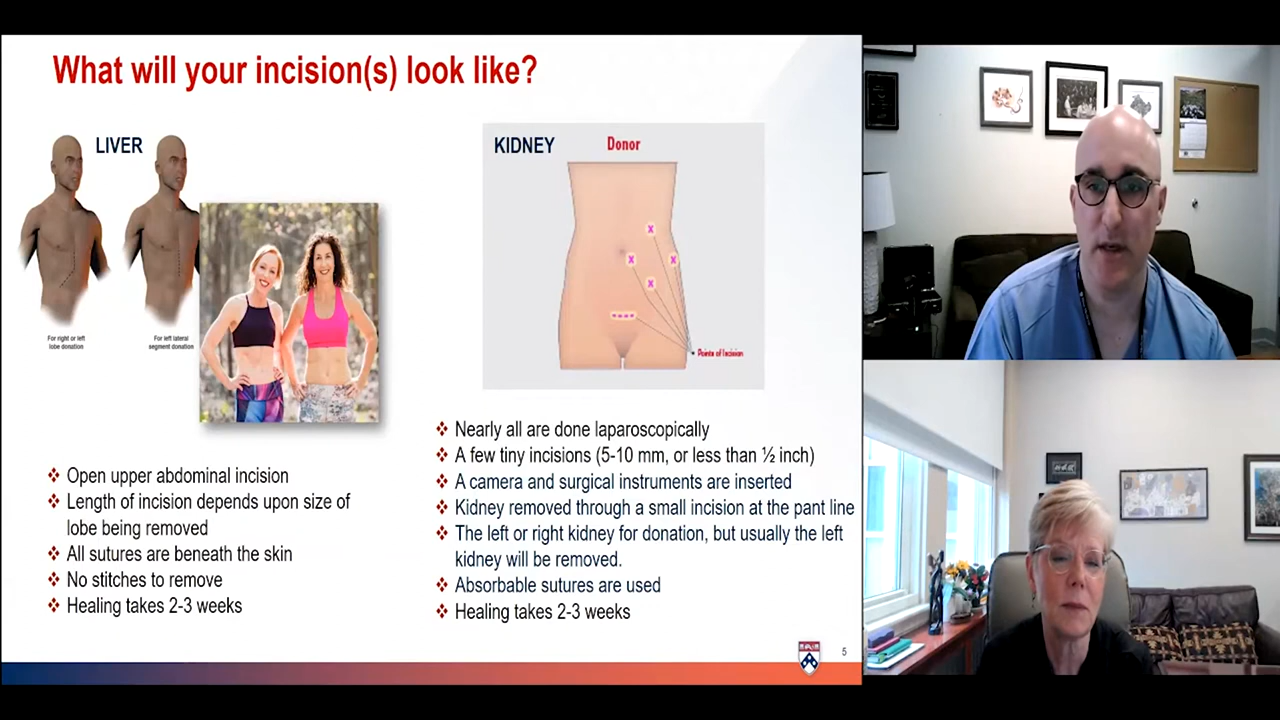 What will your incision(s) look like?
LIVER
For right or left
lobe donation
For left lateral
segment donation
❖ Open upper abdominal incision
❖ Length of incision depends upon size of
lobe being removed
❖ All sutures are beneath the skin
❖ No stitches to remove
❖ Healing takes 2-3 weeks
KIDNEY
Donor
x
x
x
x
Points of Incision
❖ Nearly all are done laparoscopically
❖ A few tiny incisions (5-10 mm, or less than ½ inch)
❖ A camera and surgical instruments are inserted
❖ Kidney removed through a small incision at the pant line
❖ The left or right kidney for donation, but usually the left
kidney will be removed.
❖ Absorbable sutures are used
❖ Healing takes 2-3 weeks
5